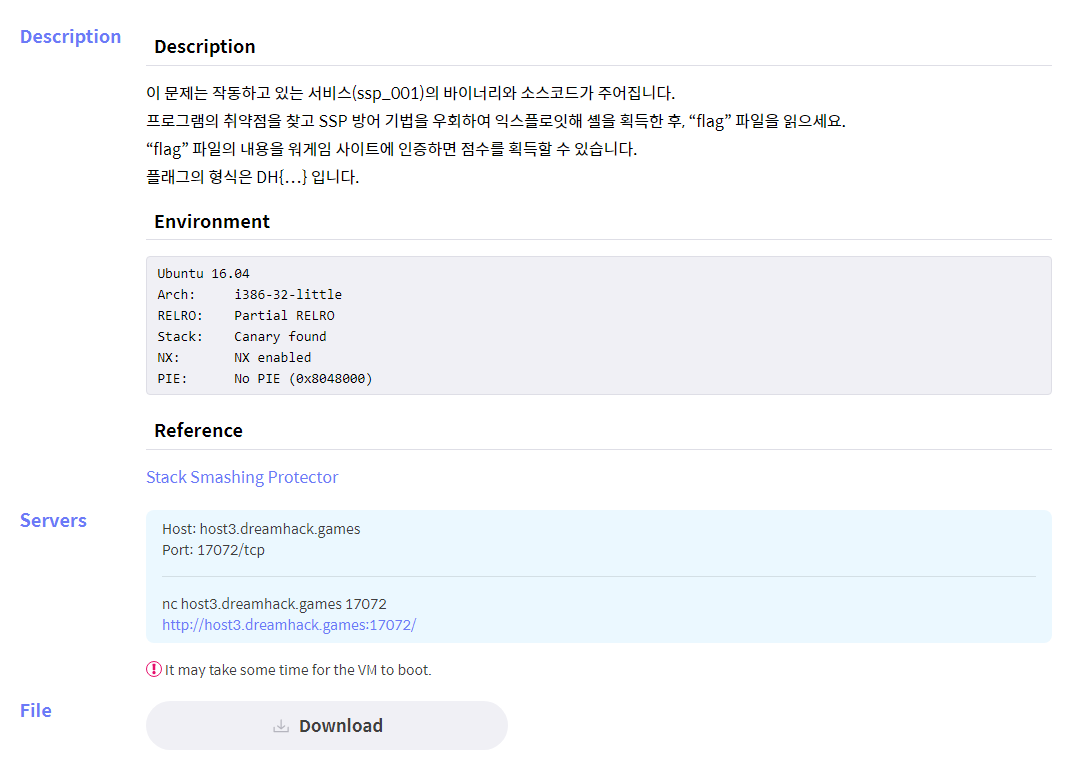 Description
Description
이 문제는 작동하고 있는 서비스(ssp_001)의 바이너리와 소스코드가 주어집니다.
프로그램의 취약점을 찾고 SSP 방어 기법을 우회하여 익스플로잇해 셸을 획득한 후, “flag” 파일을 읽으세요.
“flag” 파일의 내용을 워게임 사이트에 인증하면 점수를 획득할 수 있습니다.
플래그의 형식은 DH{…} 입니다.
Environment
Ubuntu 16.04
Arch:     i386-32-little
RELRO:    Partial RELRO
Stack:    Canary found
NX:       NX enabled
PIE:      No PIE (0x8048000)
Reference
Stack Smashing Protector
Servers
Host: host3.dreamhack.games
Port: 17072/tcp
nc host3.dreamhack.games 17072
http://host3.dreamhack.games:17072/
It may take some time for the VM to boot.
File
Download